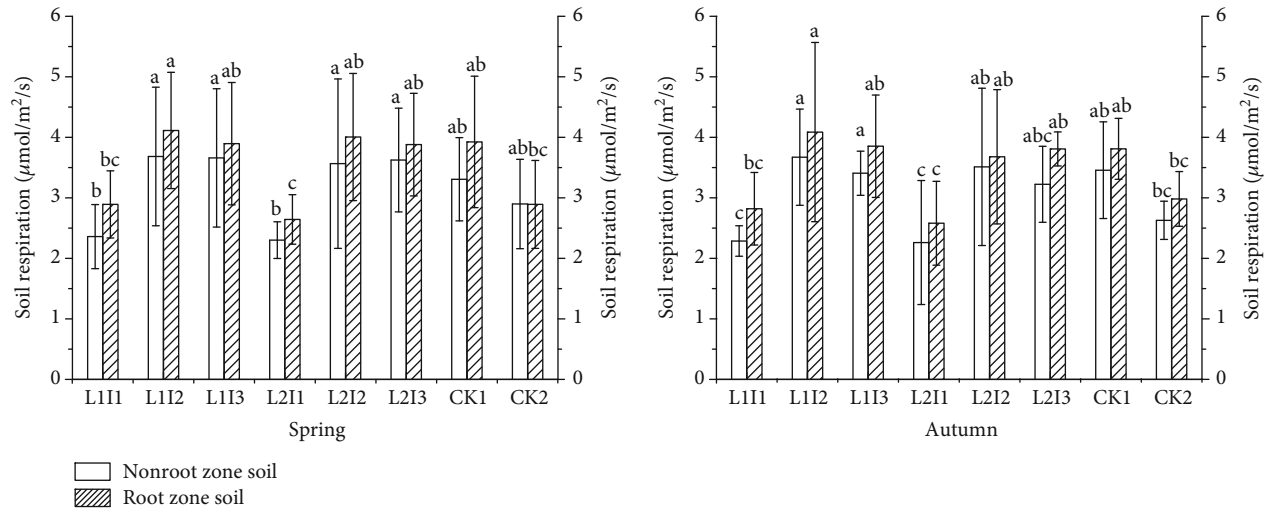 6 6 6 6
5 5 5 5
4 4 4 4
3 3 3 3
2 2 2 2
1 1 1 1
0 0 0 0
Soil respiration (μmol/m²/s)
b bc a a a ab b c a ab a ab ab ab ab bc
Soil respiration (μmol/m²/s)
L1I1 L1I2 L1I3 L2I1 L2I2 L2I3 CK1 CK2
Spring
Soil respiration (μmol/m²/s)
c bc a a a ab c c ab ab abc ab ab ab bc bc
Soil respiration (μmol/m²/s)
L1I1 L1I2 L1I3 L2I1 L2I2 L2I3 CK1 CK2
Autumn
Nonroot zone soil
Root zone soil